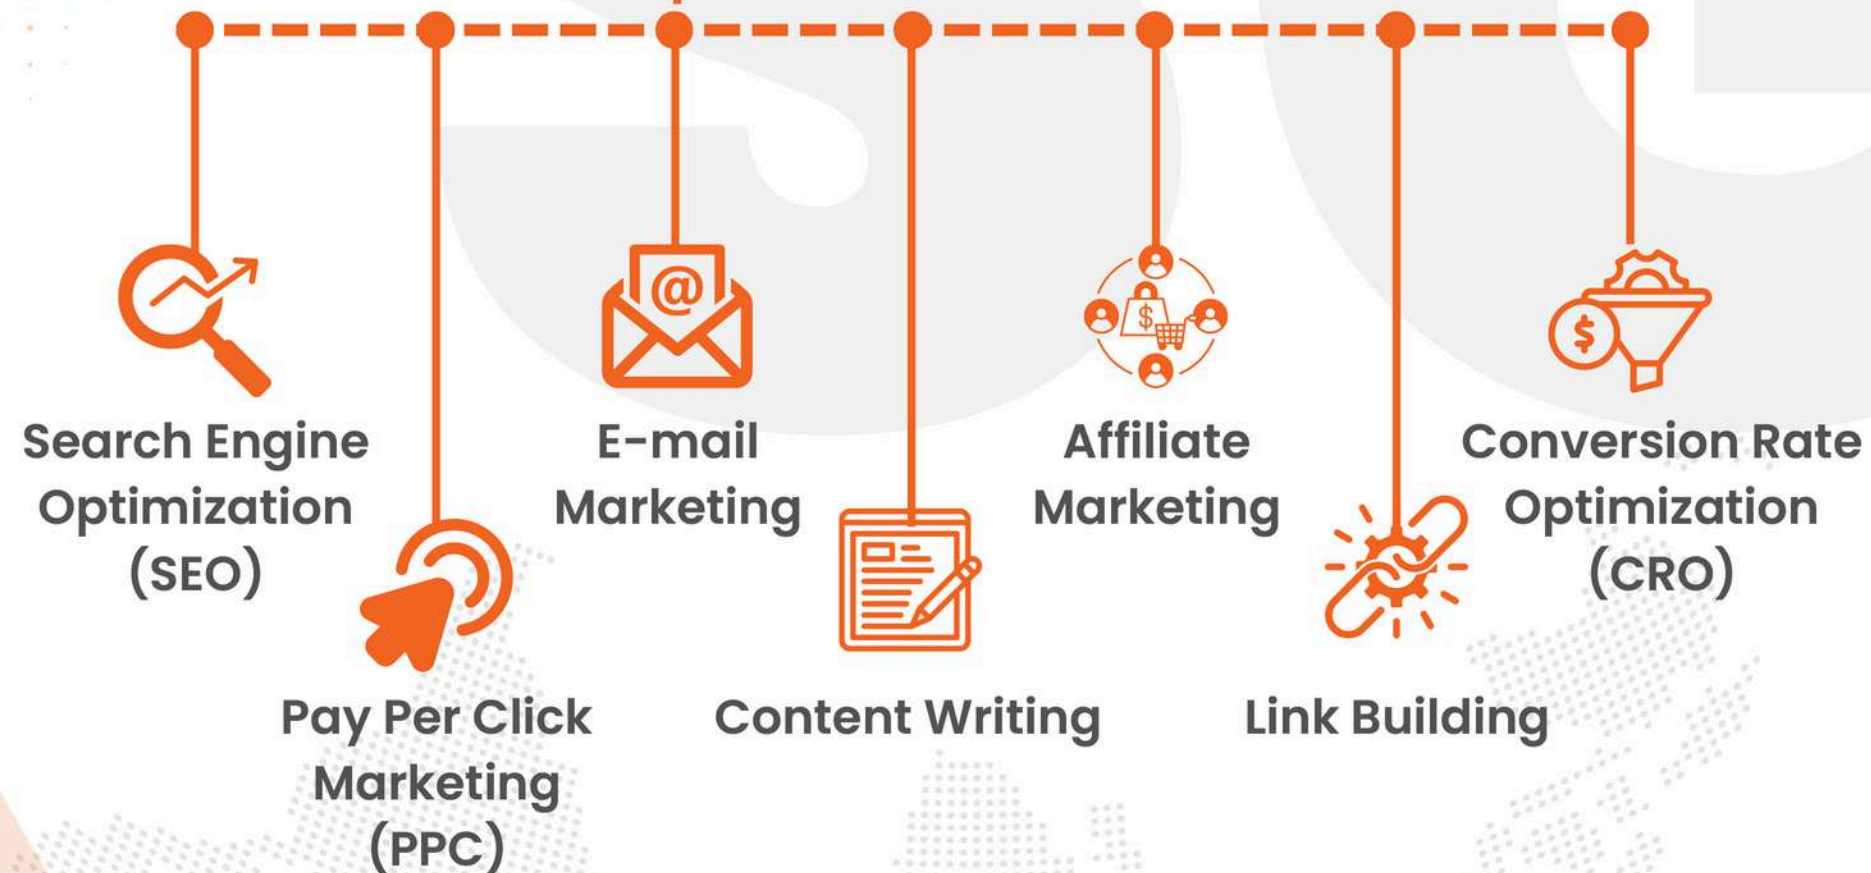 Search Engine
Optimization
(SEO)
Pay Per Click
Marketing
(PPC)
@
E-mail
Marketing
Content Writing
$
Affiliate
Marketing
Link Building
$
Conversion Rate
Optimization
(CRO)